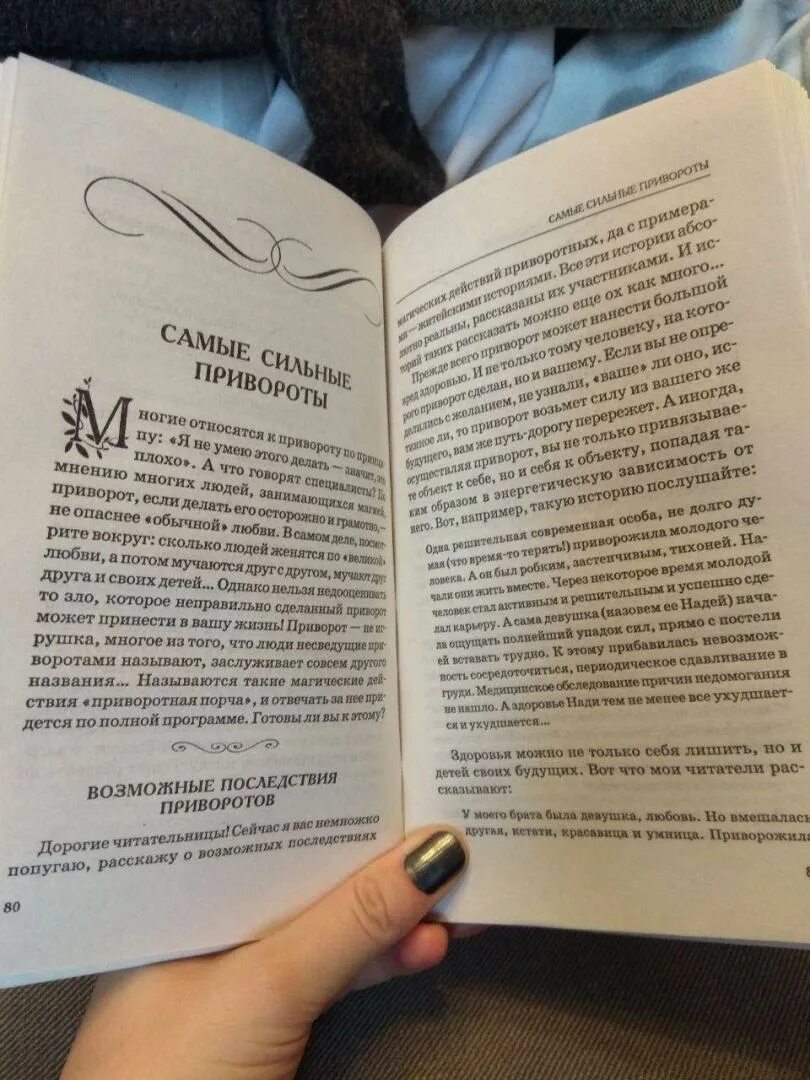 САМЫЕ СИЛЬНЫЕ
ПРИВОРОТЫ
Многие относятся к привороту по принци-
пу: «Я не умею этого делать — значит, это
плохо». А что говорят специалисты? По
мнению многих людей, занимающихся магией,
приворот, если делать его осторожно и грамотно, —
не опаснее «обычной» любви. В самом деле, посмот-
рите вокруг: сколько людей женятся по «великой»
любви, а потом мучаются друг с другом, мучают друг
друга и своих детей... Однако нельзя недооценивать
то зло, которое неправильно сделанный приворот
может принести в вашу жизнь! Приворот — не иг-
рушка, многое из того, что люди несведущие при-
воротами называют, заслуживает совсем другого
названия... Называются такие магические дей-
ствия «приворотная порча», и отвечать за нее при-
дется по полной программе. Готовы ли вы к этому?
ВОЗМОЖНЫЕ ПОСЛЕДСТВИЯ
ПРИВОРОТОВ
Дорогие читательницы! Сейчас я вас немножко
попугаю, расскажу о возможных последствиях
80
САМЫЕ СИЛЬНЫЕ ПРИВОРОТЫ
магических действий приворотных, да с примера-
ми — житейскими историями. Все эти истории абсо-
лютно реальны, рассказаны их участниками. И ис-
торий таких рассказать можно еще ох как много...
Прежде всего приворот может нанести большой
вред здоровью. И не только тому человеку, на кото-
рого приворот сделан, но и вашему. Если вы не опре-
делились с желанием, не узнали, «ваше» ли оно, ис-
тинное ли, то приворот возьмет силу из вашего же
будущего, вам же путь-дорогу перережет. А иногда,
осуществляя приворот, вы не только привязывае-
те объект к себе, но и себя к объекту, попадая та-
ким образом в энергетическую зависимость от
него. Вот, например, такую историю послушайте:
Одна решительная современная особа, не долго ду-
мая (что время-то терять!) приворожила молодого че-
ловека. А он был робким, застенчивым, тихоней. На-
чали они жить вместе. Через некоторое время молодой
человек стал активным и решительным и успешно сде-
лал карьеру. А сама девушка (назовем ее Надей) нача-
ла ощущать полнейший упадок сил, прямо с постели
ей вставать трудно. К этому прибавилась невозмож-
ность сосредоточиться, периодическое сдавливание в
груди. Медицинское обследование причин недомогания
не нашло. А здоровье Нади тем не менее все ухудшает-
ся и ухудшается...
Здоровья можно не только себя лишить, но и
детей своих будущих. Вот что мои читатели рас-
сказывают:
У моего брата была девушка, любовь. Но вмешалась
другая, кстати, красавица и умница. Приворожила